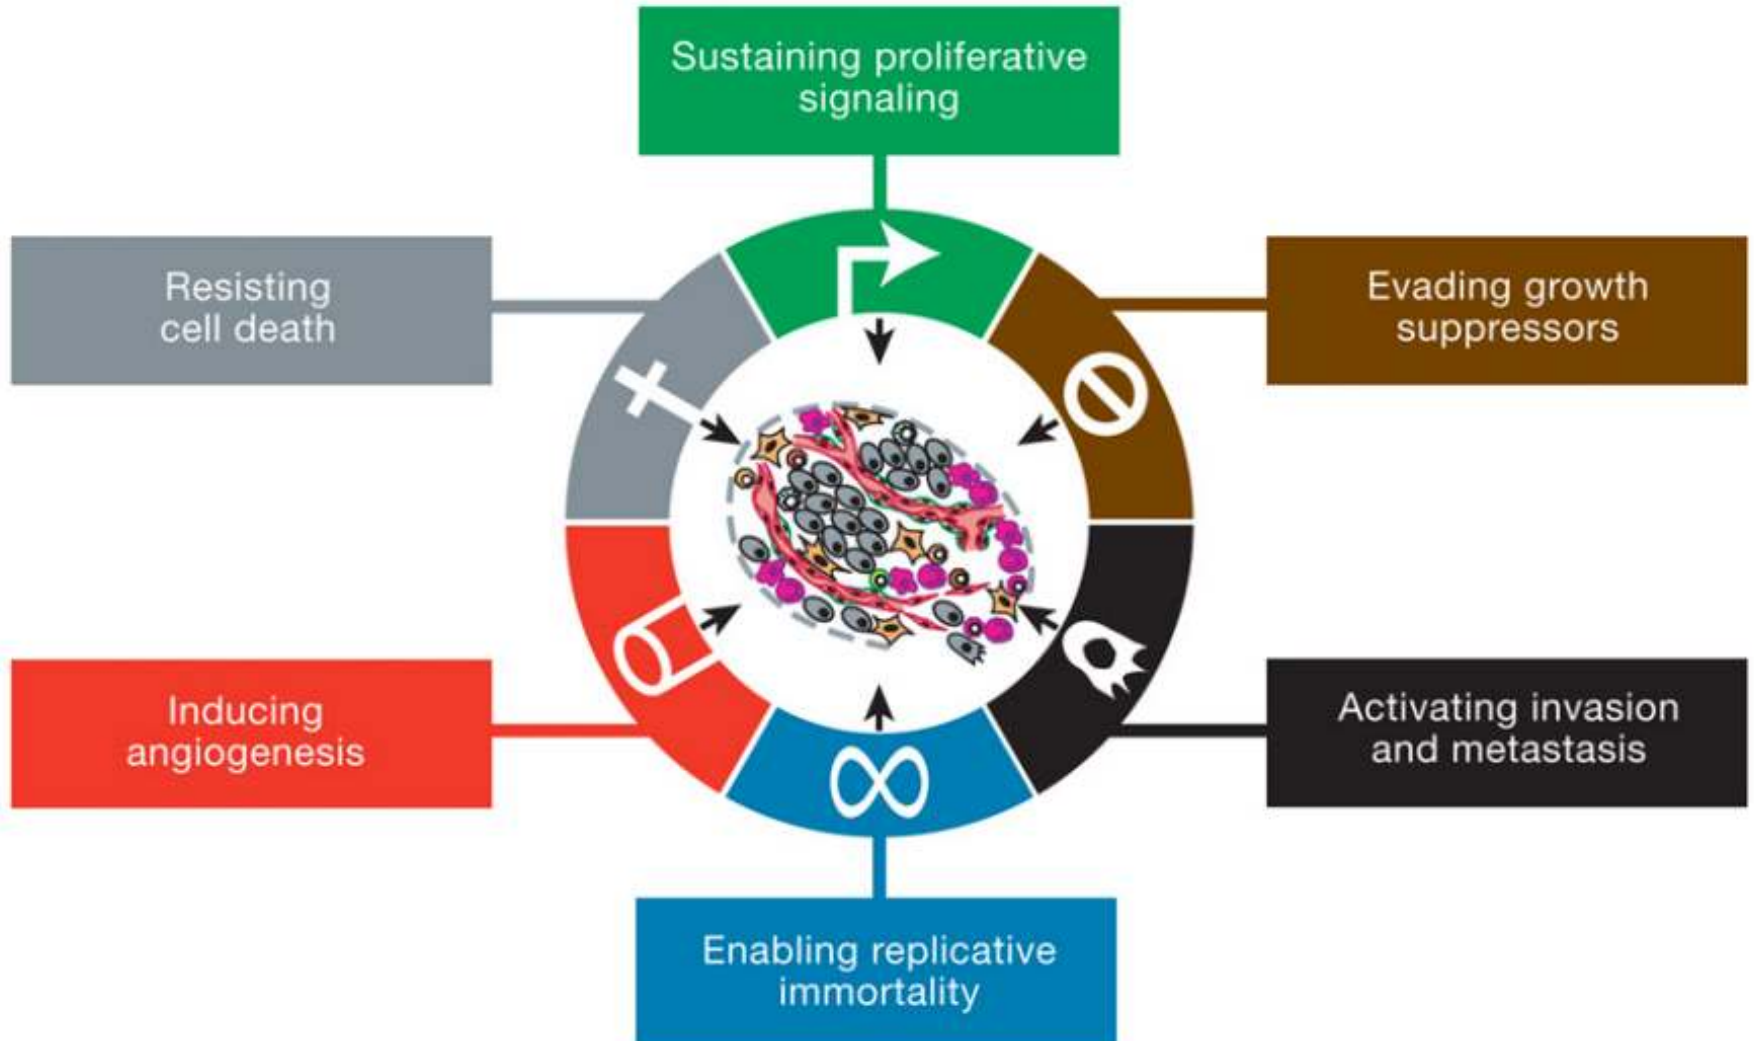 Sustaining proliferative
signaling
Resisting
cell death
Evading growth
suppressors
Inducing
angiogenesis
Activating invasion
and metastasis
Enabling replicative
immortality